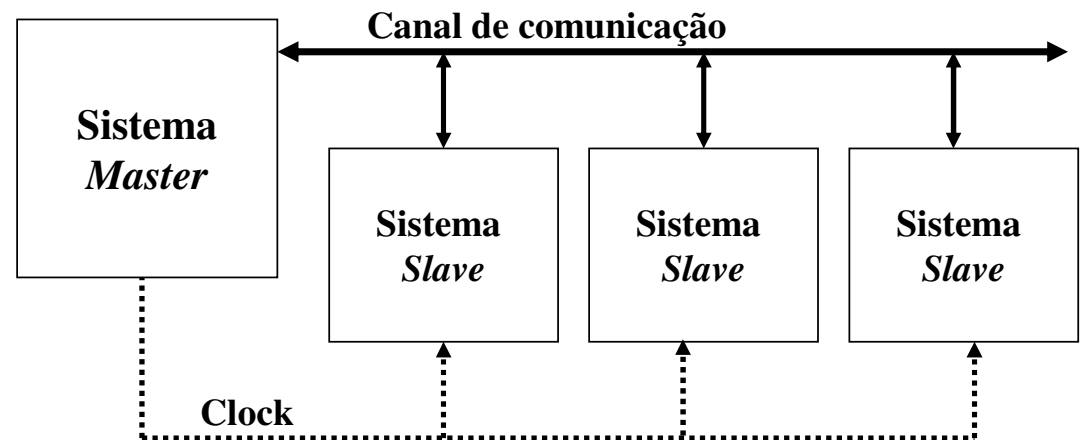 Canal de comunicação
Sistema
Master
Sistema
Slave
Sistema
Slave
Sistema
Slave
Clock